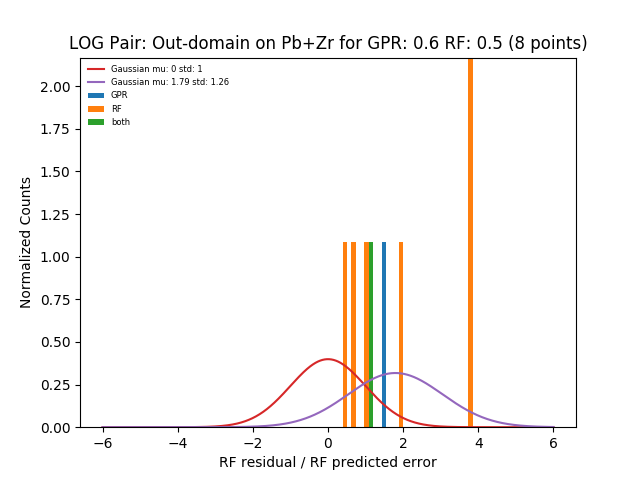 LOG Pair: Out-domain on Pb+Zr for GPR: 0.6 RF: 0.5 (8 points)
Gaussian mu: 0 std: 1
Gaussian mu: 1.79 std: 1.26
GPR
RF
both
Normalized Counts
2.00
1.75
1.50
1.25
1.00
0.75
0.50
0.25
0.00
−6 −4 −2 0 2 4 6
RF residual / RF predicted error